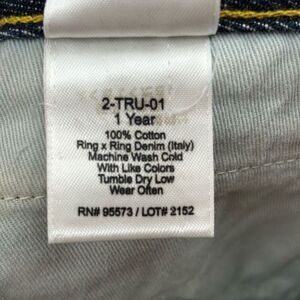 2-TRU-01
1 Year
100% Cotton
Ring x Ring Denim (Italy)
Machine Wash Cold
With Like Colors
Tumble Dry Low
Wear Often
RN# 95573 / LOT# 2152